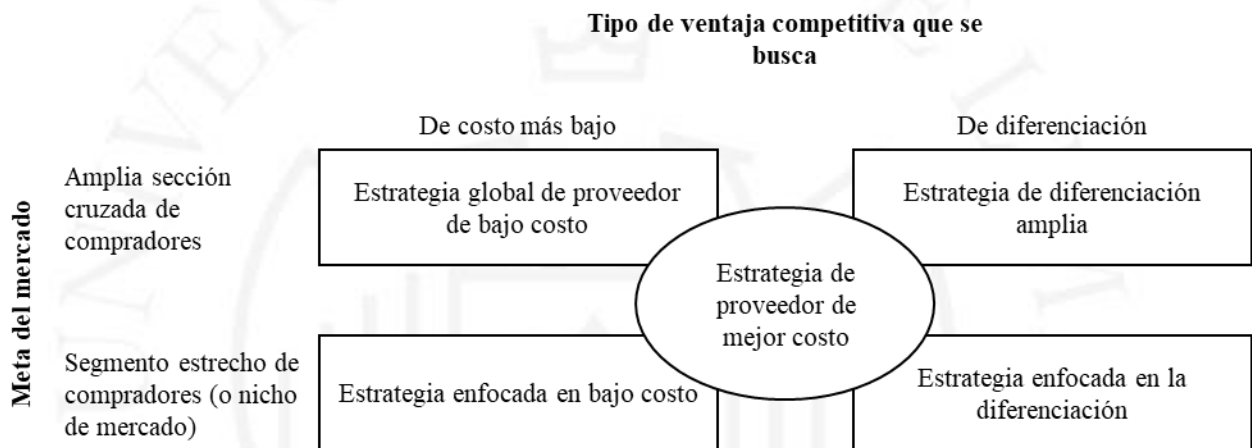 Tipo de ventaja competitiva que se
busca
De costo más bajo
De diferenciación
Meta del mercado
Amplia sección
cruzada de
compradores
Estrategia global de proveedor
de bajo costo
Estrategia de diferenciación
amplia
Estrategia de
proveedor de
mejor costo
Segmento estrecho de
compradores (o nicho
de mercado)
Estrategia enfocada en bajo costo
Estrategia enfocada en la
diferenciación